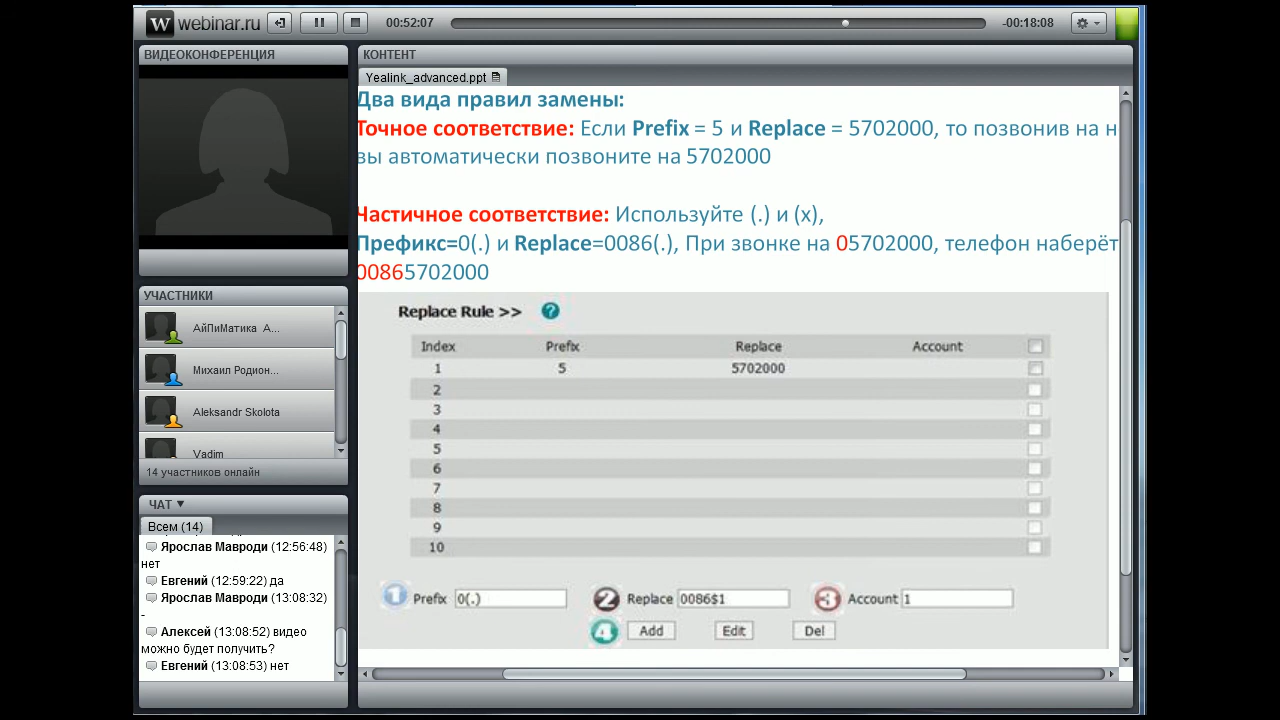 webinar.ru
00:52:07
-00:18:08
ВИДЕОКОНФЕРЕНЦИЯ
УЧАСТНИКИ
АйПиМатика А...
Михаил Родион...
Aleksandr Skolota
Vadim
14 участников онлайн
ЧАТ
Всем (14)
Ярослав Мавроди (12:56:48)
нет
Евгений (12:59:22) да
Ярослав Мавроди (13:08:32)
-
Алексей (13:08:52) видео
можно будет получить?
Евгений (13:08:53) нет
КОНТЕНТ
Yealink_advanced.ppt
Два вида правил замены:
Точное соответствие: Если Prefix = 5 и Replace = 5702000, то позвонив на н
вы автоматически позвоните на 5702000
Частичное соответствие: Используйте (.) и (x),
Префикс=0(.) и Replace=0086(.), При звонке на 05702000, телефон наберёт
00865702000
Replace Rule >> ?
Index Prefix Replace Account
1 5 5702000
2
3
4
5
6
7
8
9
10
1 Prefix 0(.) 2 Replace 0086$1 3 Account 1
4 Add Edit Del